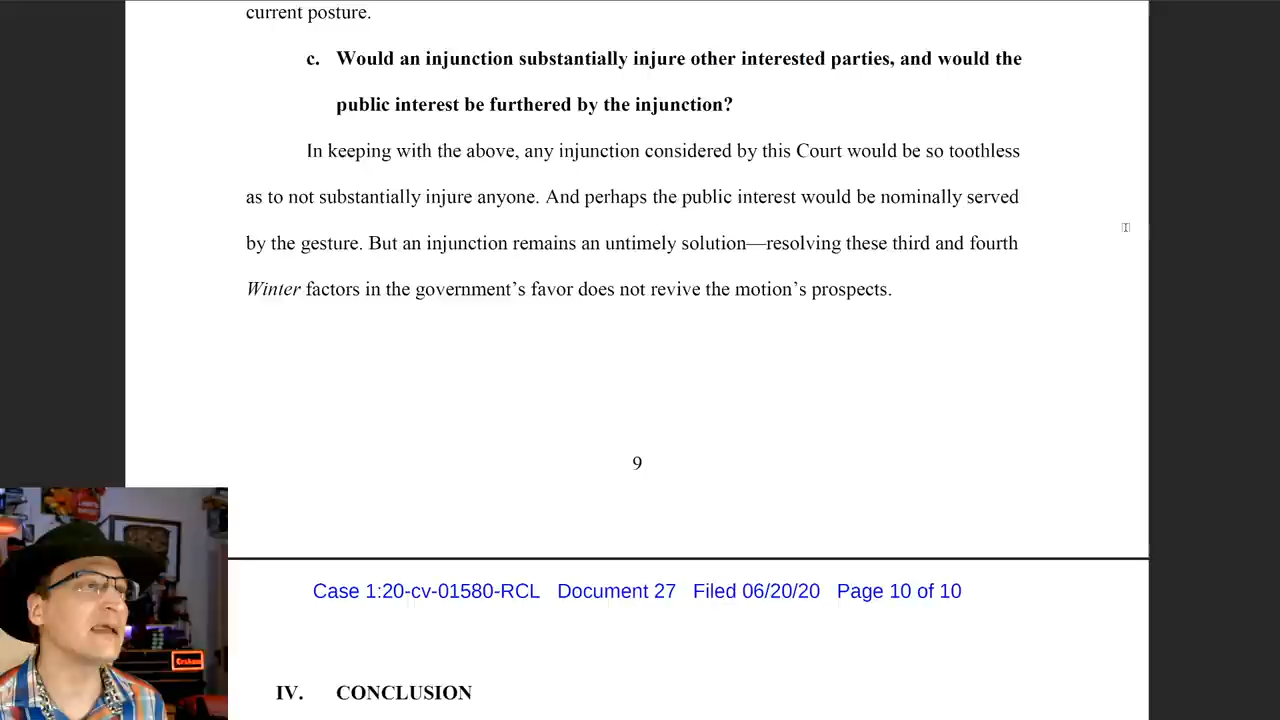 current posture.
c. Would an injunction substantially injure other interested parties, and would the
public interest be furthered by the injunction?
In keeping with the above, any injunction considered by this Court would be so toothless
as to not substantially injure anyone. And perhaps the public interest would be nominally served
by the gesture. But an injunction remains an untimely solution—resolving these third and fourth
Winter factors in the government’s favor does not revive the motion’s prospects.
9
Case 1:20-cv-01580-RCL Document 27 Filed 06/20/20 Page 10 of 10
IV. CONCLUSION